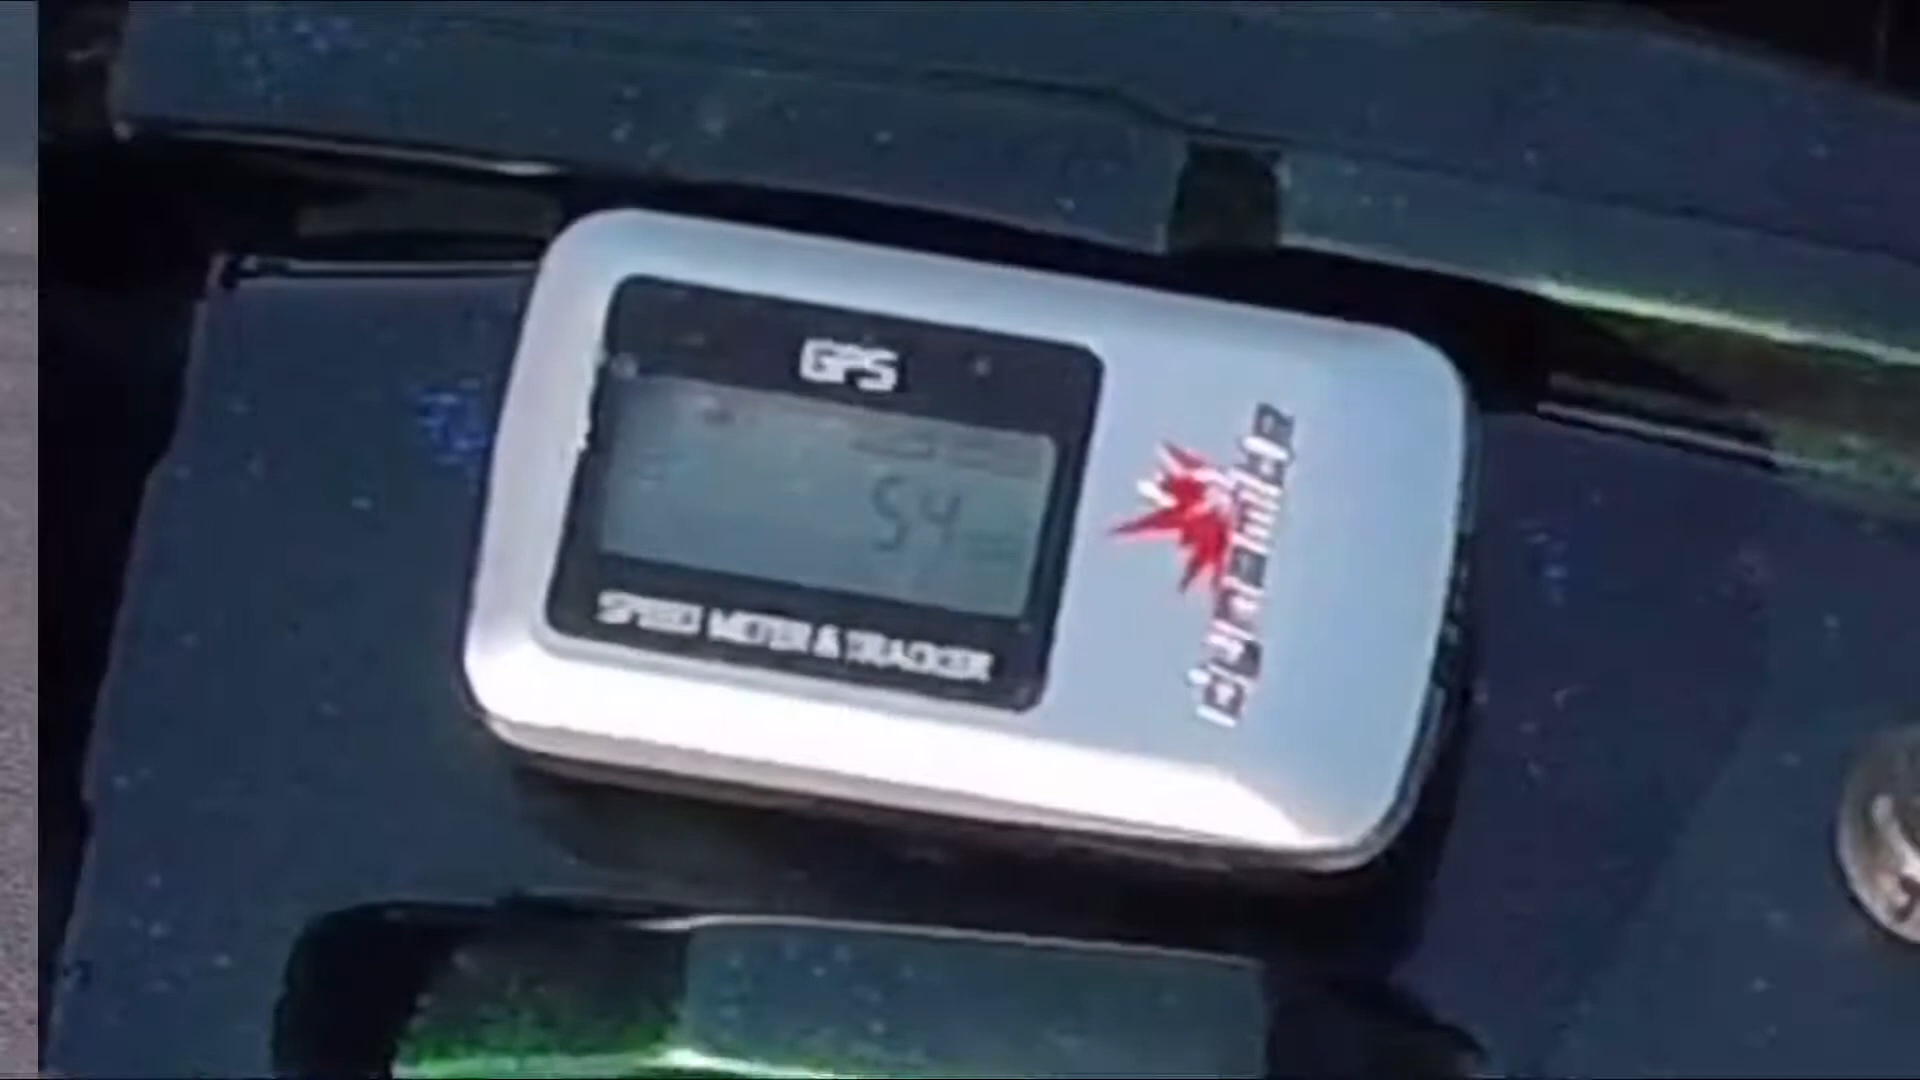 GPS
54
SPEED METER & TRACKER
dynamite